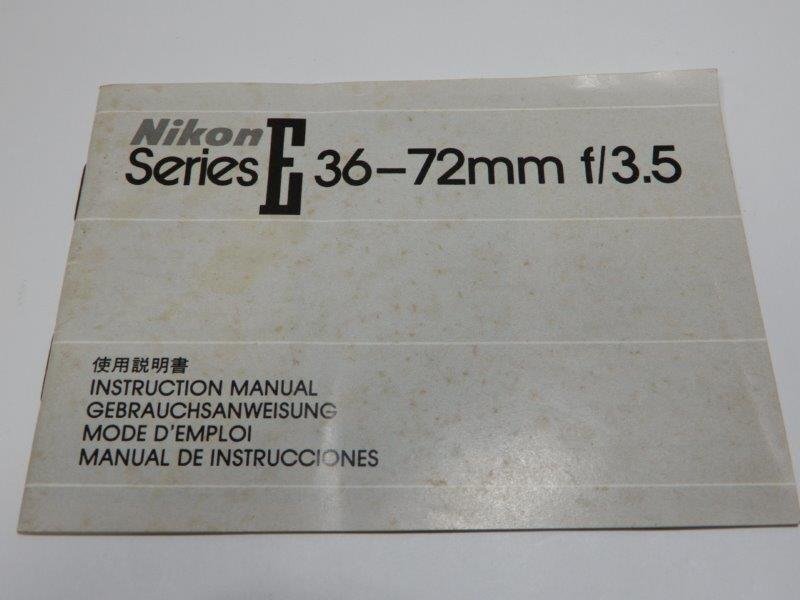 Nikon
Series E 36–72mm f/3.5
使用説明書
INSTRUCTION MANUAL
GEBRAUCHSANWEISUNG
MODE D'EMPLOI
MANUAL DE INSTRUCCIONES